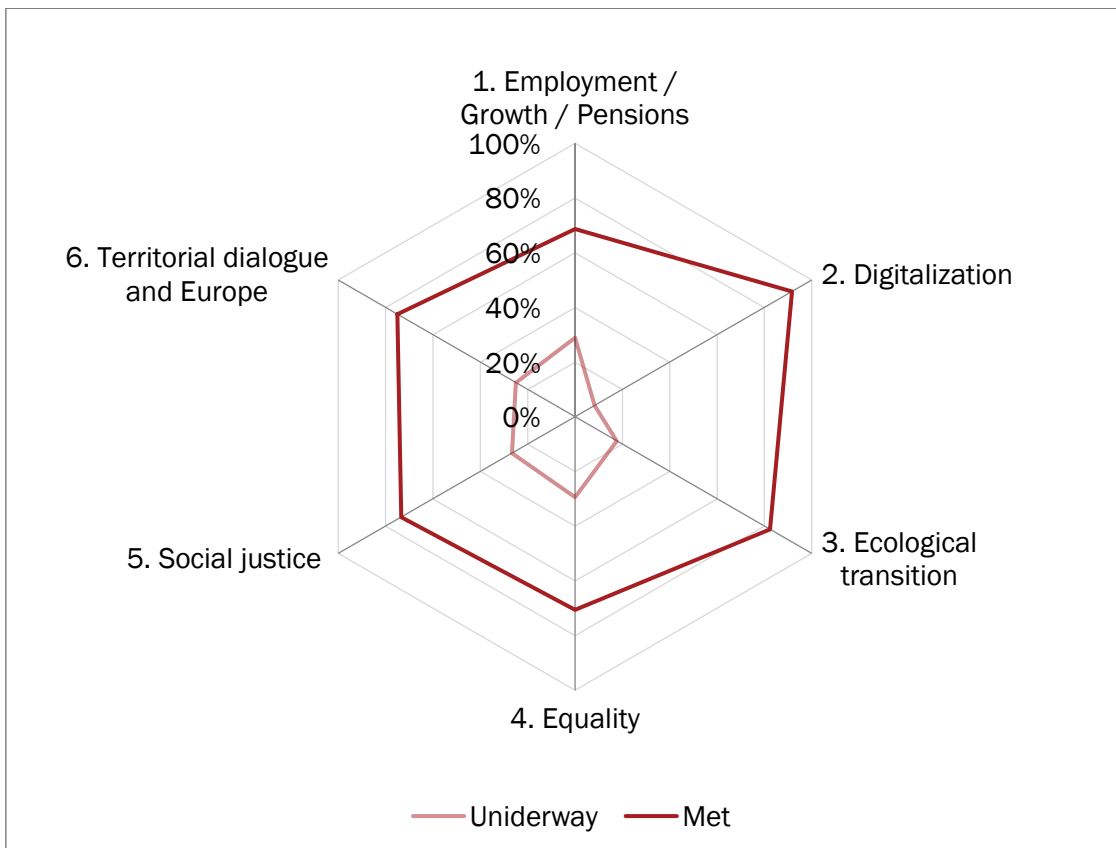 1. Employment /
Growth / Pensions
100%
80%
60%
40%
20%
0%
2. Digitalization
3. Ecological
transition
4. Equality
5. Social justice
6. Territorial dialogue
and Europe
Uniderway
Met